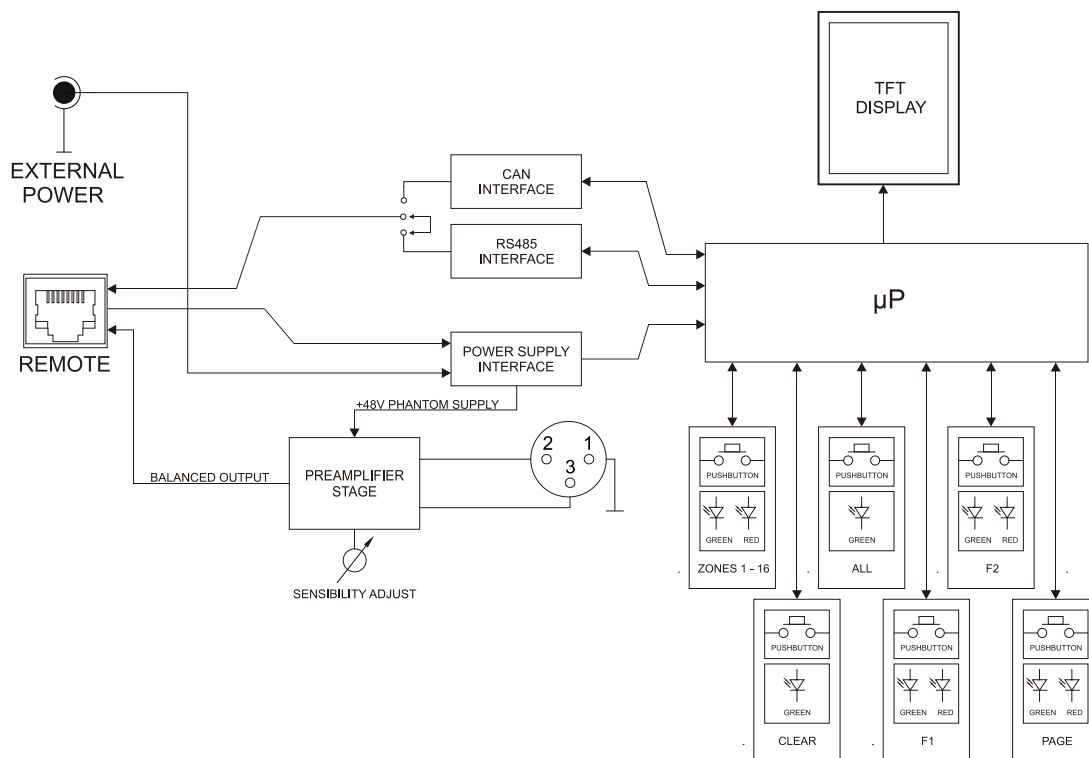 TFT
DISPLAY
EXTERNAL
POWER
CAN
INTERFACE
RS485
INTERFACE
µP
REMOTE
POWER SUPPLY
INTERFACE
+48V PHANTOM SUPPLY
2
1
3
BALANCED OUTPUT
PREAMPLIFIER
STAGE
SENSIBILITY ADJUST
PUSHBUTTON
GREEN RED
ZONES 1 - 16
PUSHBUTTON
GREEN
ALL
PUSHBUTTON
GREEN RED
F2
PUSHBUTTON
GREEN
CLEAR
PUSHBUTTON
GREEN RED
F1
PUSHBUTTON
GREEN RED
PAGE